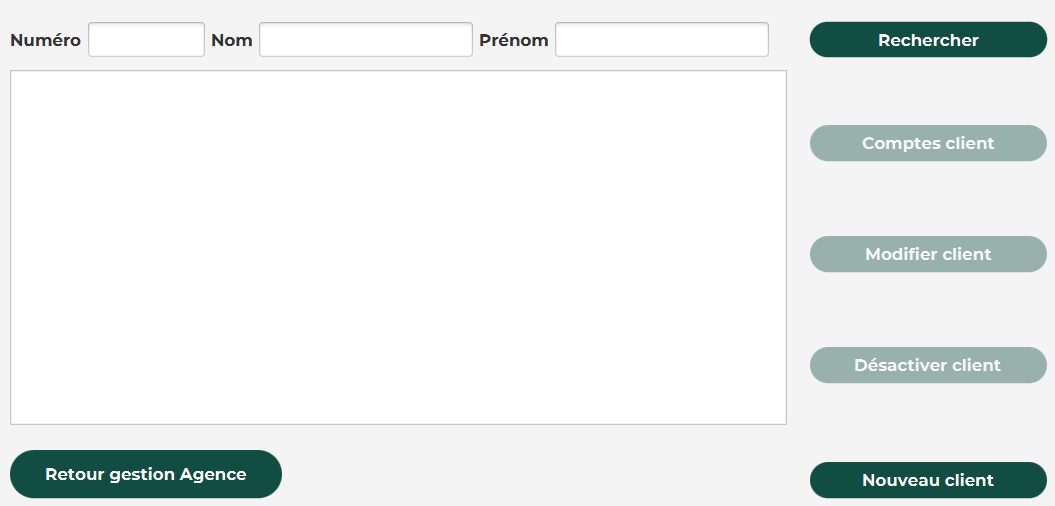 Numéro Nom Prénom Rechercher
Comptes client
Modifier client
Désactiver client
Retour gestion Agence
Nouveau client